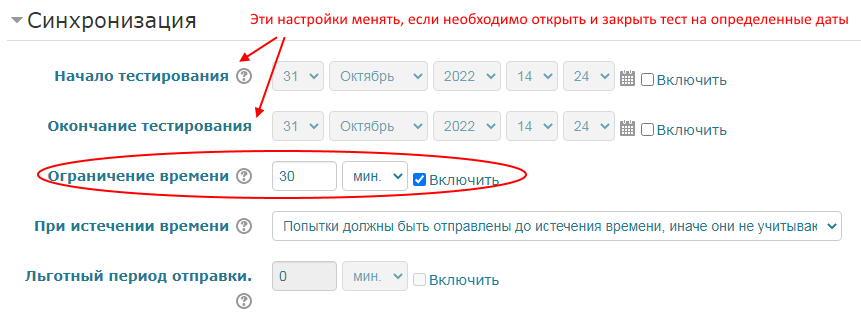 Синхронизация Эти настройки менять, если необходимо открыть и закрыть тест на определенные даты
Начало тестирования ? 31 Октябрь 2022 14 24 Включить
Окончание тестирования 31 Октябрь 2022 14 24 Включить
Ограничение времени ? 30 мин. Включить
При истечении времени ? Попытки должны быть отправлены до истечения времени, иначе они не учитываю
Льготный период отправки. 0 мин. Включить
?